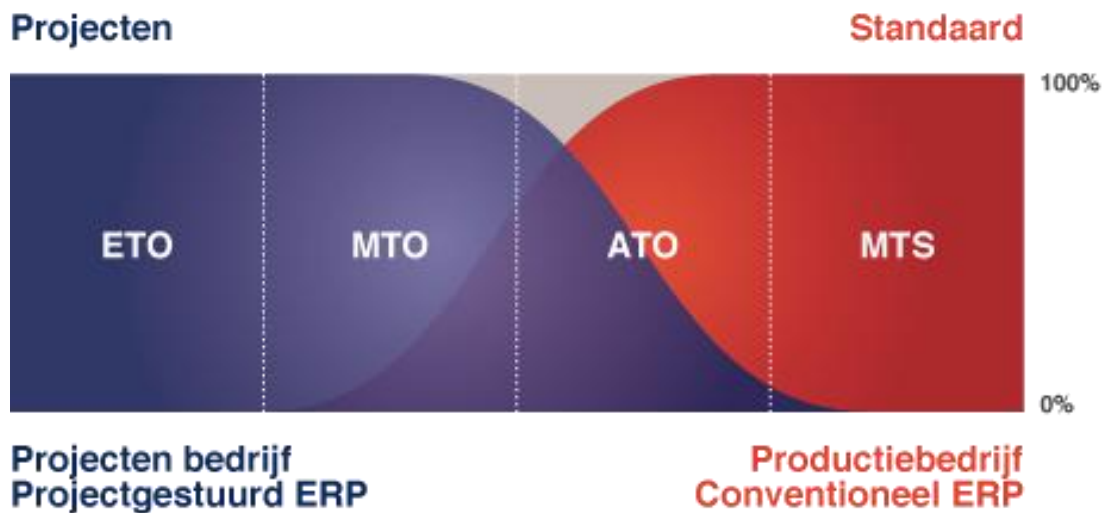 Projecten
Standaard
100%
ETO
MTO
ATO
MTS
0%
Projecten bedrijf
Projectgestuurd ERP
Productiebedrijf
Conventioneel ERP